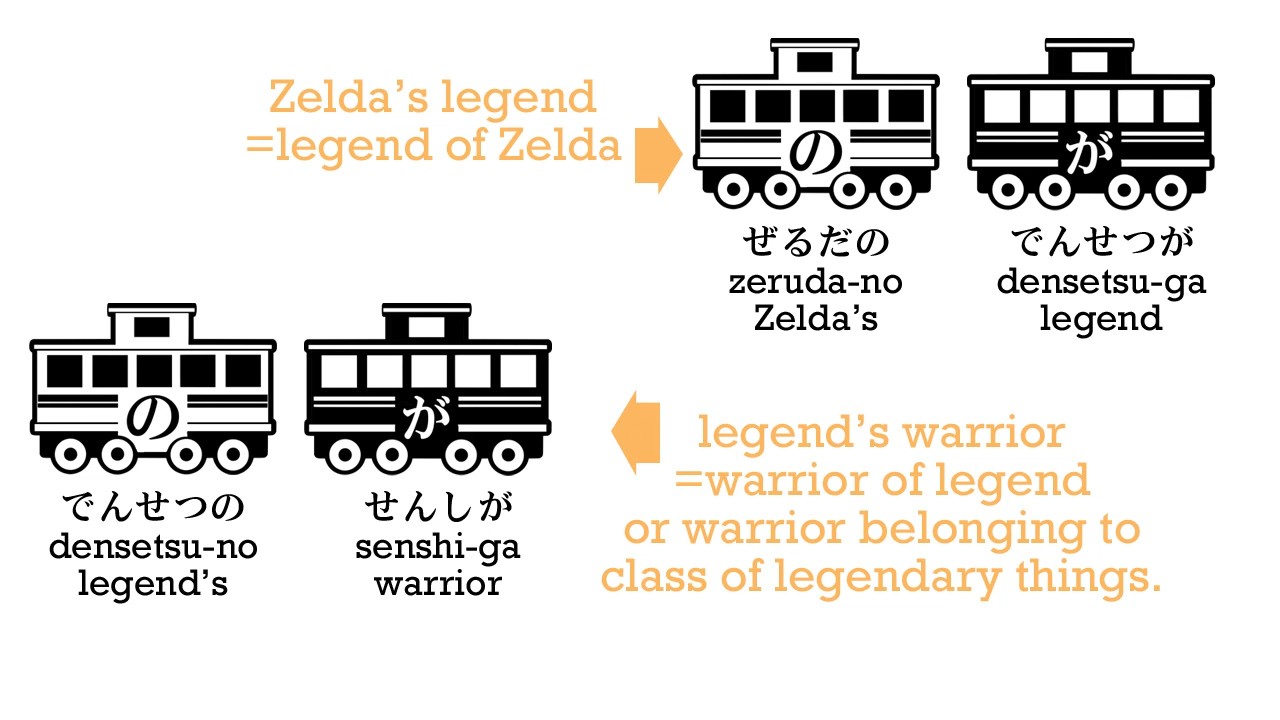 Zelda's legend
=legend of Zelda
の
が
ぜるだの
zeruda-no
Zelda's
でんせつが
densetsu-ga
legend
の
が
でんせつの
densetsu-no
legend's
せんしが
senshi-ga
warrior
legend's warrior
=warrior of legend
or warrior belonging to
class of legendary things.